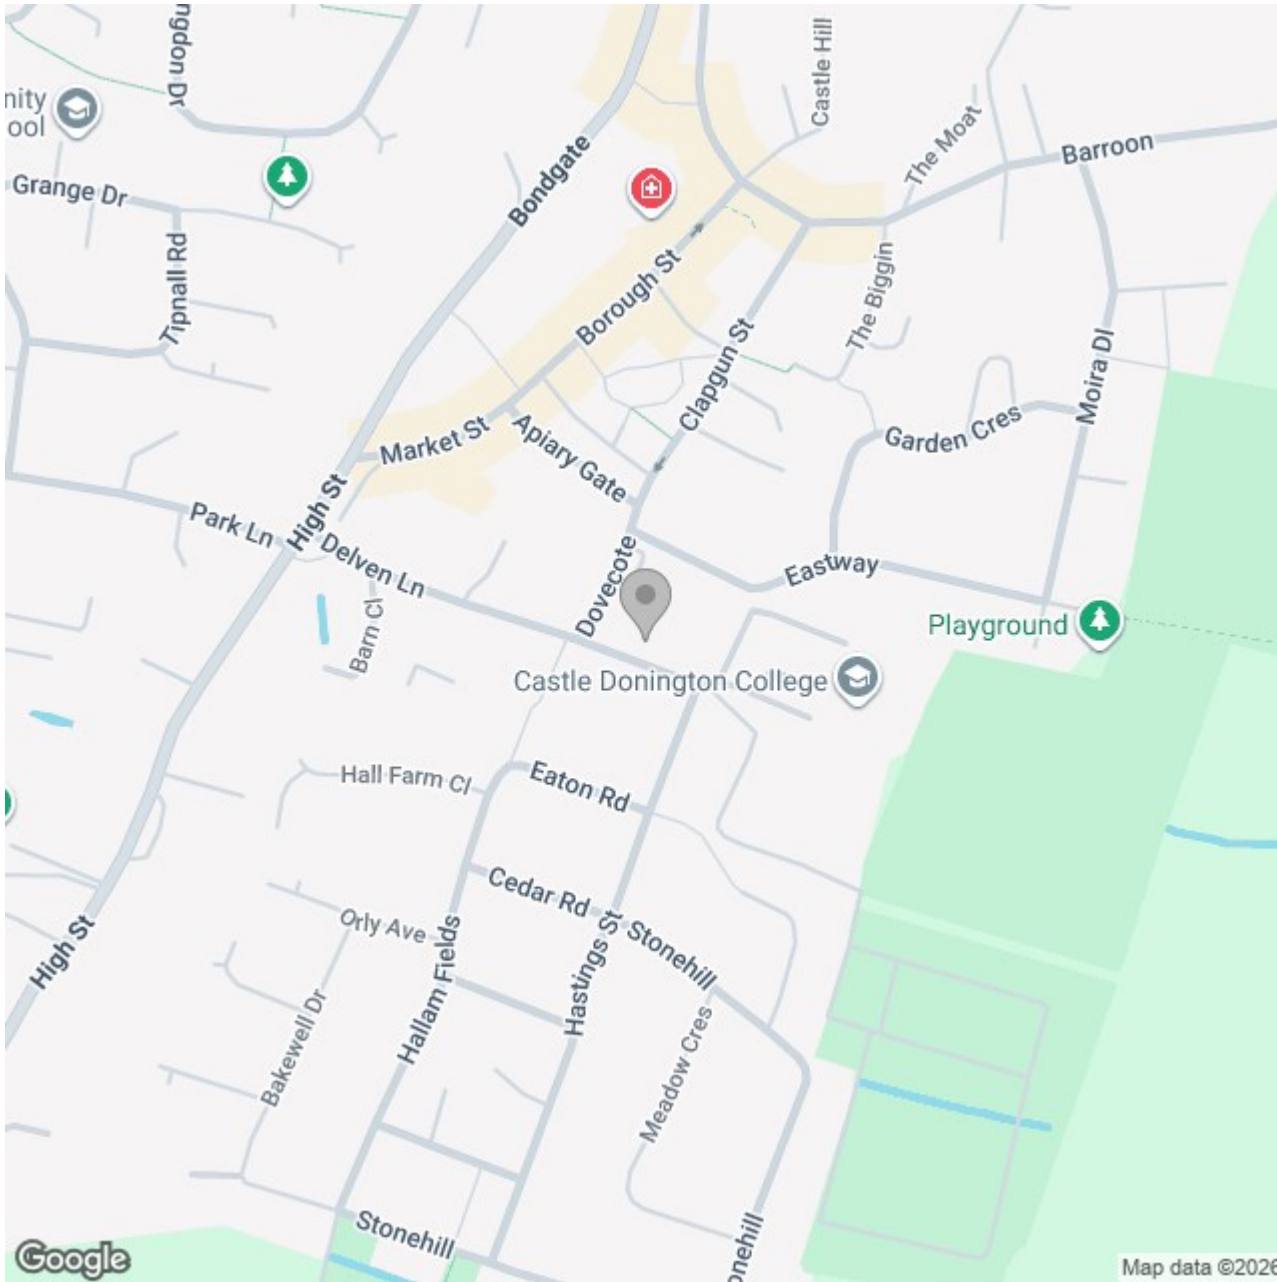 ngdon Dr
Castle Hill
nity
ool
The Moat
Barroon
Bondgate
Grange Dr
Tipnall Rd
Borough St
The Biggin
Clapgun St
Moira Dl
Market St
Apiary Gate
Garden Cres
High St
Park Ln
Delven Ln
Dovecote
Eastway
Barn Cl
Playground
Castle Donington College
Hall Farm Cl
Eaton Rd
Cedar Rd
Orly Ave
Stonehill
High St
Hallam Fields
Hastings St
Bakewell Dr
Meadow Cres
Stonehill
onehill
Google
Map data ©2026